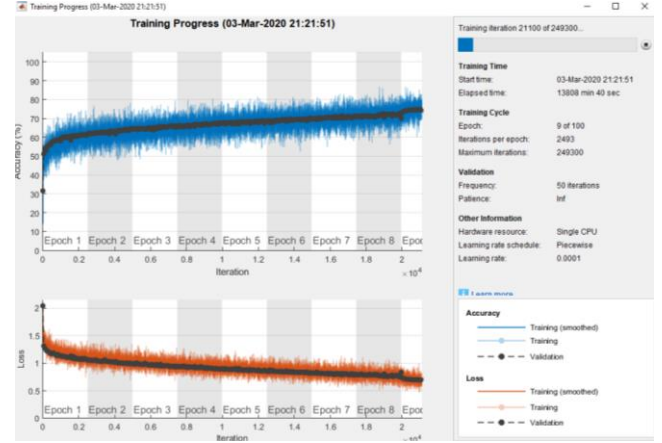 Training Progress (03-Mar-2020 21:21:51)
Training Progress (03-Mar-2020 21:21:51)
Accuracy (%)
100
90
80
70
60
50
40
30
20
10
0
Epoch 1 Epoch 2 Epoch 3 Epoch 4 Epoch 5 Epoch 6 Epoch 7 Epoch 8 Epoc
0 0.2 0.4 0.6 0.8 1 1.2 1.4 1.6 1.8 2
Iteration
×10⁴
Loss
2
1.5
1
0.5
0
Epoch 1 Epoch 2 Epoch 3 Epoch 4 Epoch 5 Epoch 6 Epoch 7 Epoch 8 Epoc
0 0.2 0.4 0.6 0.8 1 1.2 1.4 1.6 1.8 2
Iteration
×10⁴
Training iteration 21100 of 249300...
Training Time
Start time: 03-Mar-2020 21:21:51
Elapsed time: 13808 min 40 sec
Training Cycle
Epoch: 9 of 100
Iterations per epoch: 2493
Maximum iterations: 249300
Validation
Frequency: 50 iterations
Patience: Inf
Other Information
Hardware resource: Single CPU
Learning rate schedule: Piecewise
Learning rate: 0.0001
Learn more
Accuracy
Training (smoothed)
Training
Validation
Loss
Training (smoothed)
Training
Validation